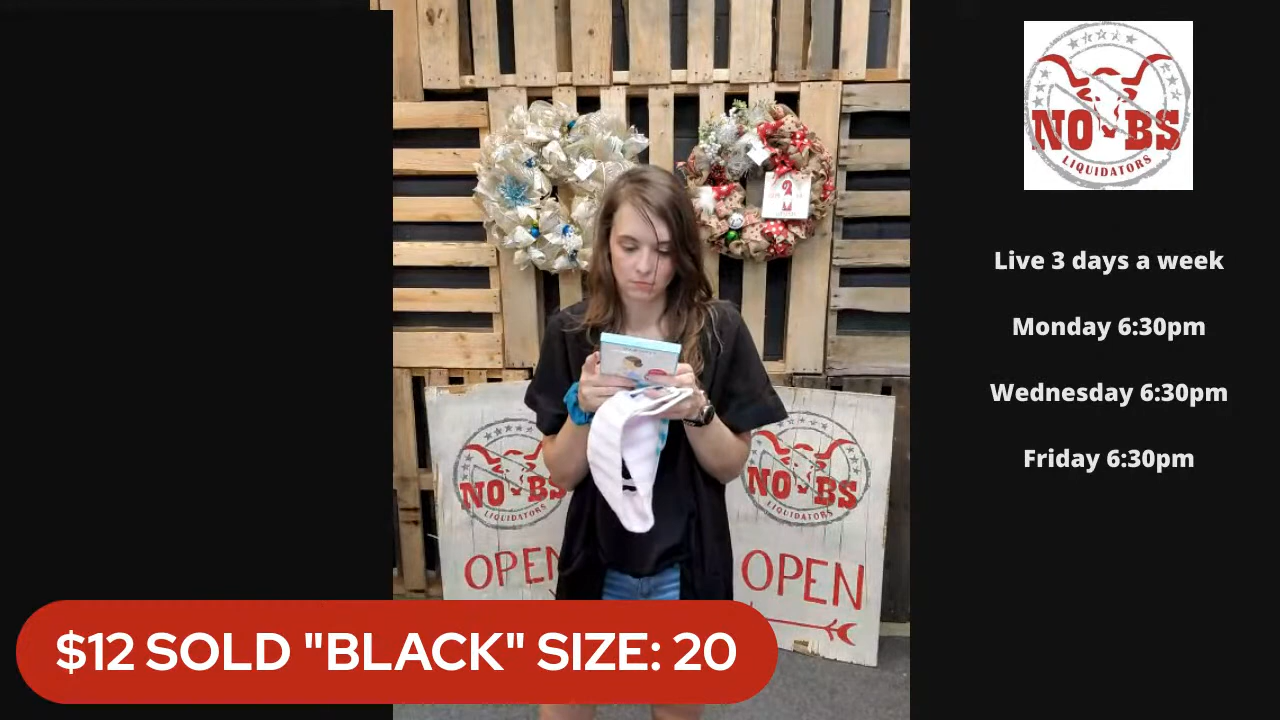 NO BS
LIQUIDATORS
Live 3 days a week
Monday 6:30pm
Wednesday 6:30pm
Friday 6:30pm
NO BS
LIQUIDATORS
OPEN
NO BS
LIQUIDATORS
OPEN
$12 SOLD "BLACK" SIZE: 20